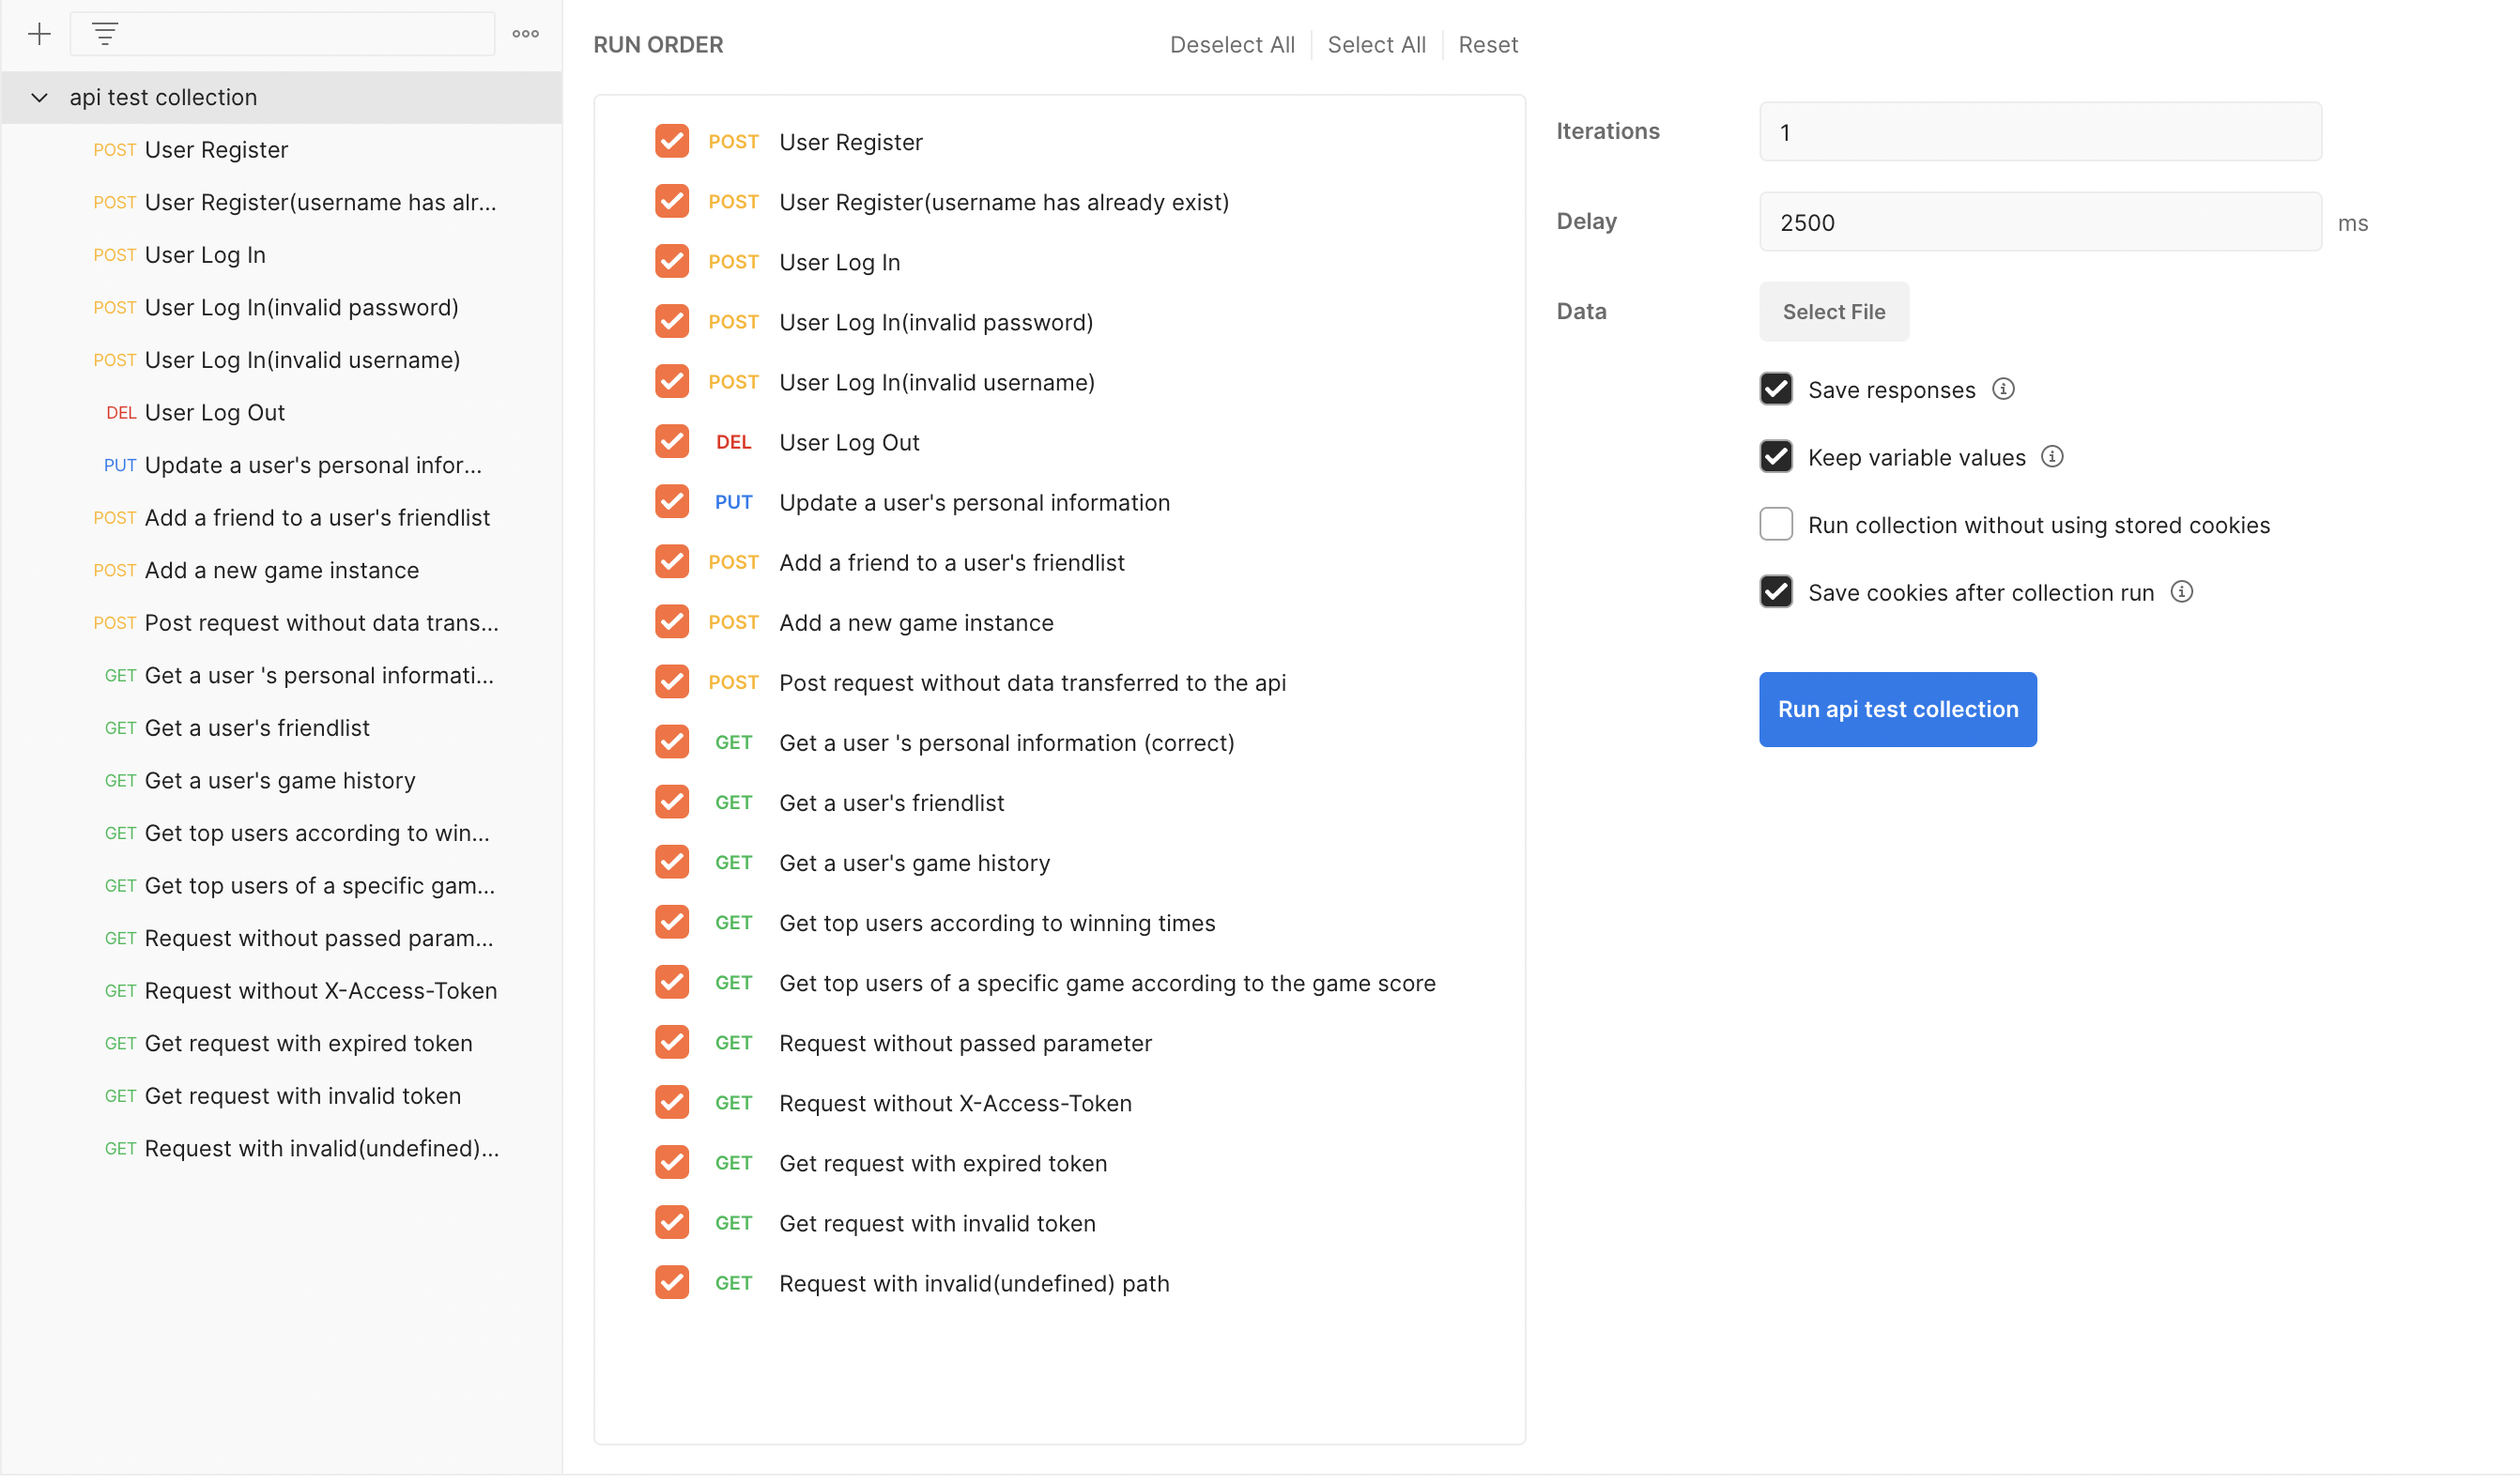 api test collection
POST User Register
POST User Register(username has alr...
POST User Log In
POST User Log In(invalid password)
POST User Log In(invalid username)
DEL User Log Out
PUT Update a user's personal infor...
POST Add a friend to a user's friendlist
POST Add a new game instance
POST Post request without data trans...
GET Get a user 's personal informati...
GET Get a user's friendlist
GET Get a user's game history
GET Get top users according to win...
GET Get top users of a specific gam...
GET Request without passed param...
GET Request without X-Access-Token
GET Get request with expired token
GET Get request with invalid token
GET Request with invalid(undefined)...
RUN ORDER
Deselect All
Select All
Reset
POST User Register
POST User Register(username has already exist)
POST User Log In
POST User Log In(invalid password)
POST User Log In(invalid username)
DEL User Log Out
PUT Update a user's personal information
POST Add a friend to a user's friendlist
POST Add a new game instance
POST Post request without data transferred to the api
GET Get a user 's personal information (correct)
GET Get a user's friendlist
GET Get a user's game history
GET Get top users according to winning times
GET Get top users of a specific game according to the game score
GET Request without passed parameter
GET Request without X-Access-Token
GET Get request with expired token
GET Get request with invalid token
GET Request with invalid(undefined) path
Iterations 1
Delay 2500 ms
Data Select File
Save responses
Keep variable values
Run collection without using stored cookies
Save cookies after collection run
Run api test collection